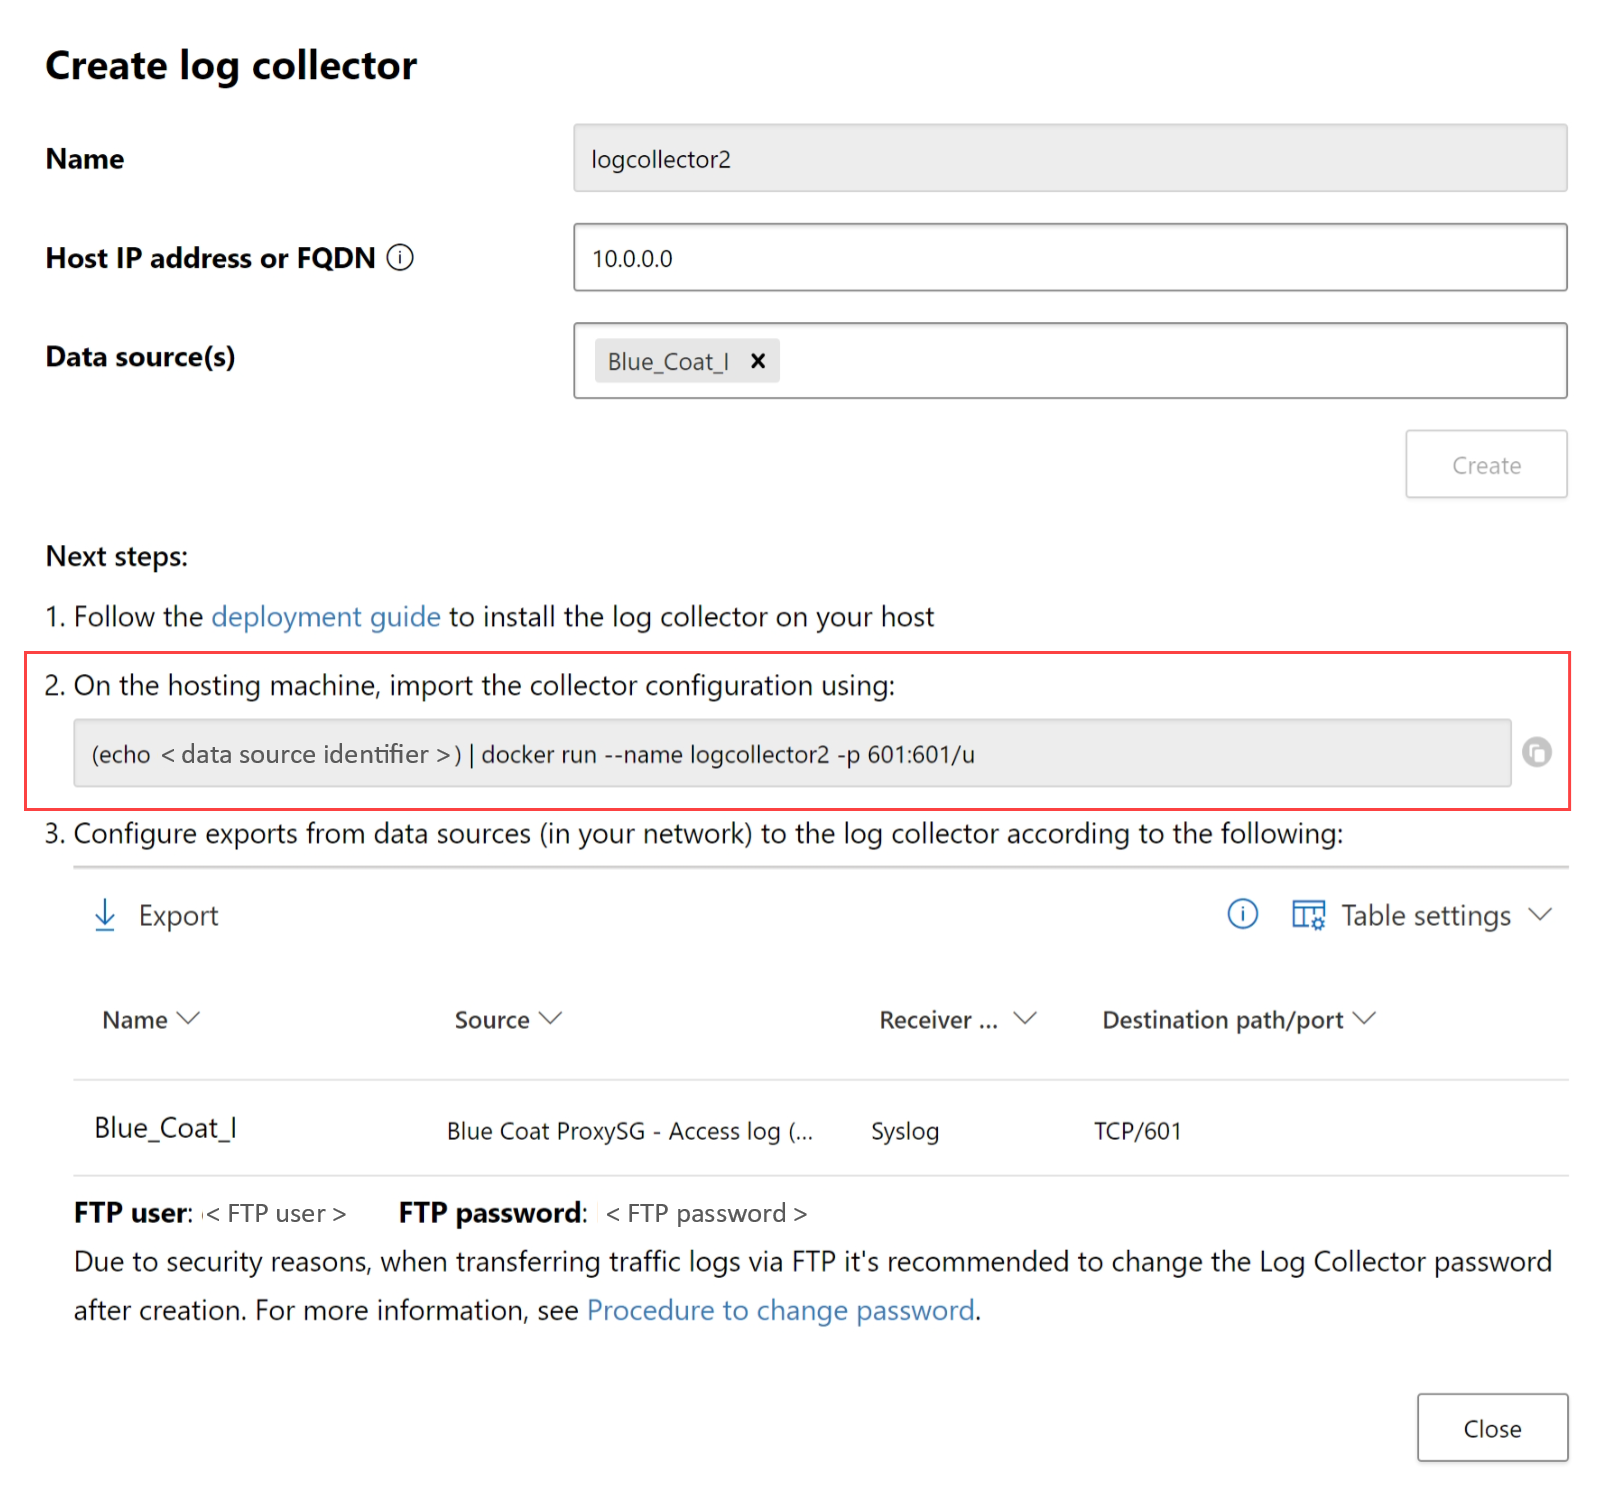 Create log collector
Name
logcollector2
Host IP address or FQDN
10.0.0.0
Data source(s)
Blue_Coat_I
Create
Next steps:
1. Follow the deployment guide to install the log collector on your host
2. On the hosting machine, import the collector configuration using:
(echo < data source identifier >) | docker run --name logcollector2 -p 601:601/u
3. Configure exports from data sources (in your network) to the log collector according to the following:
Export
Table settings
Name Source Receiver ... Destination path/port
Blue_Coat_I Blue Coat ProxySG - Access log (... Syslog TCP/601
FTP user: < FTP user > FTP password: < FTP password >
Due to security reasons, when transferring traffic logs via FTP it's recommended to change the Log Collector password
after creation. For more information, see Procedure to change password.
Close